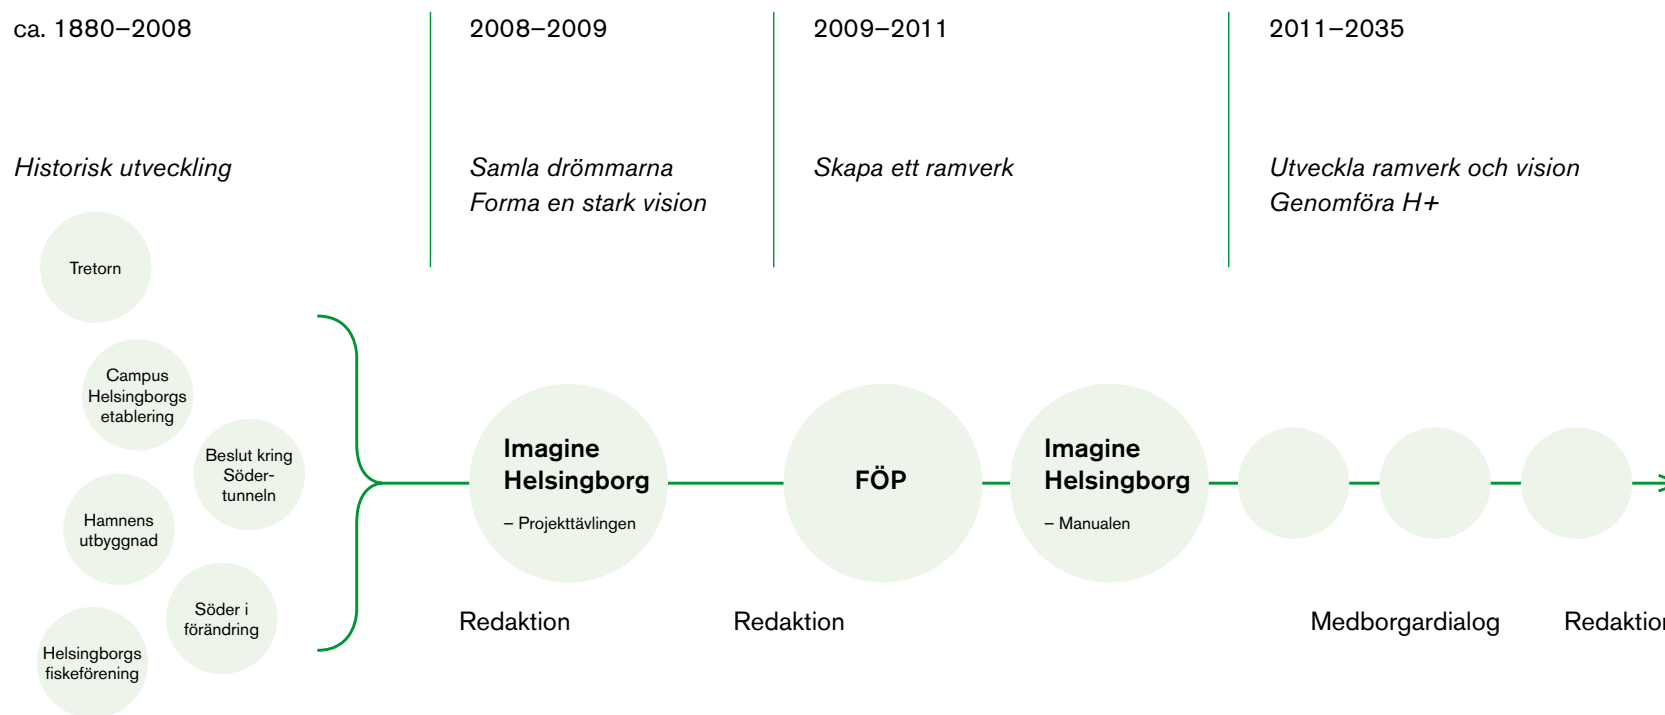 ca. 1880–2008
2008–2009
2009–2011
2011–2035
Historisk utveckling
Samla drömmarna
Forma en stark vision
Skapa ett ramverk
Utveckla ramverk och vision
Genomföra H+
Tretorn
Campus
Helsingborgs
etablering
Beslut kring
Söder-
tunneln
Hamnens
utbyggnad
Söder i
förändring
Helsingborgs
fiskeförening
Imagine
Helsingborg
– Projekttävlingen
FÖP
Imagine
Helsingborg
– Manualen
Redaktion
Redaktion
Medborgardialog
Redaktion